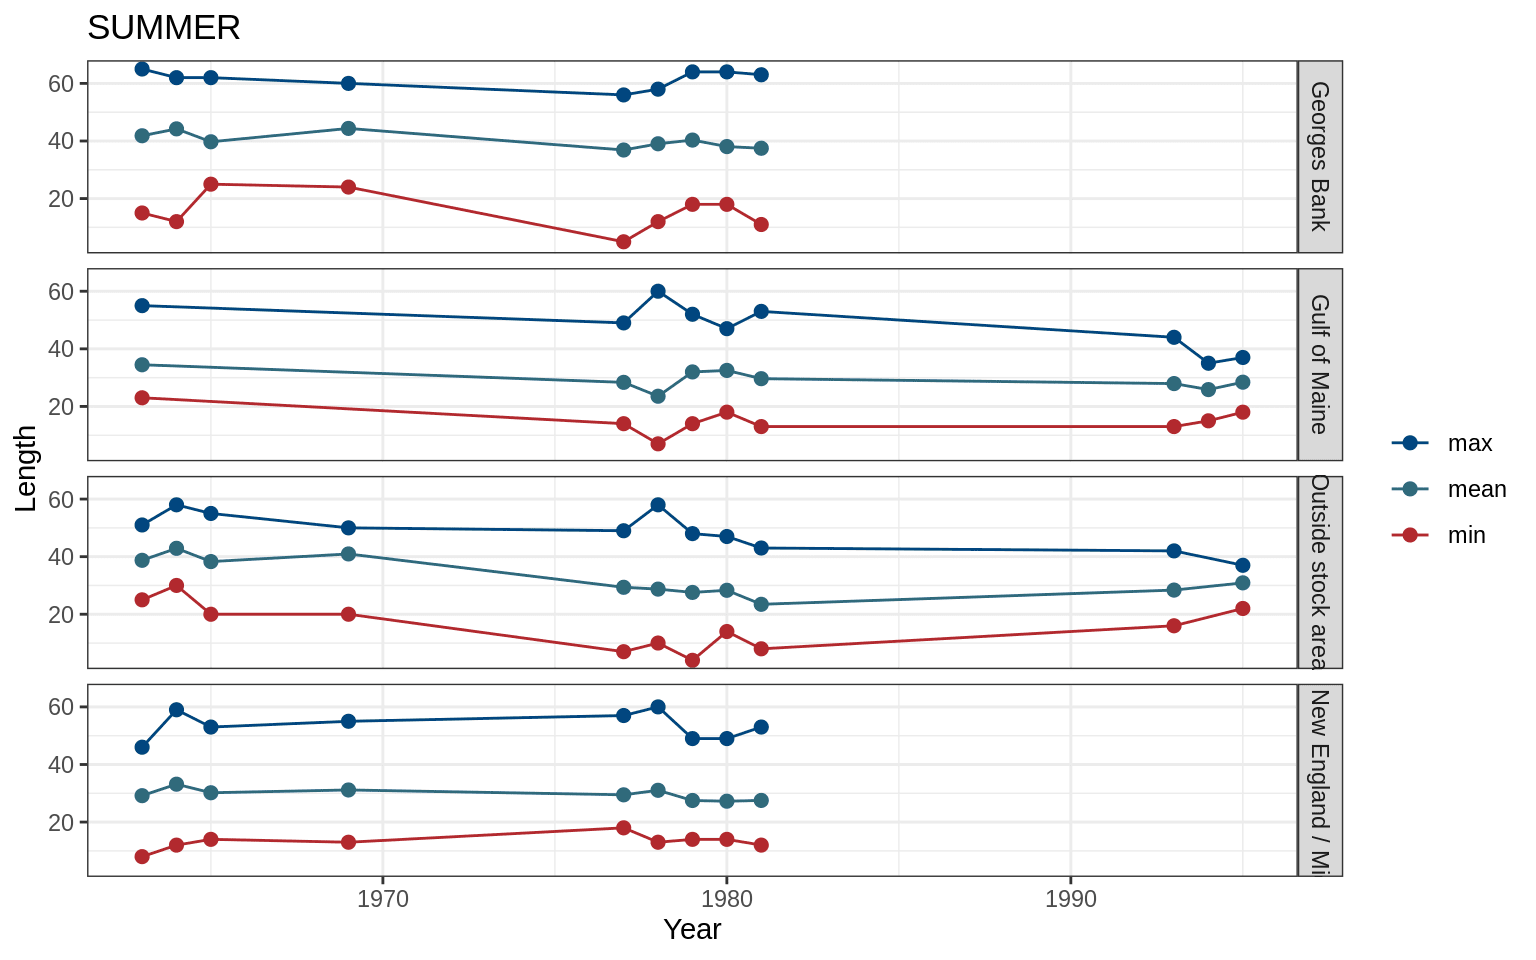 SUMMER
Length
60
40
20
Georges Bank
60
40
20
Gulf of Maine
60
40
20
Outside stock area
60
40
20
New England / Mi
max
mean
min
1970
1980
1990
Year